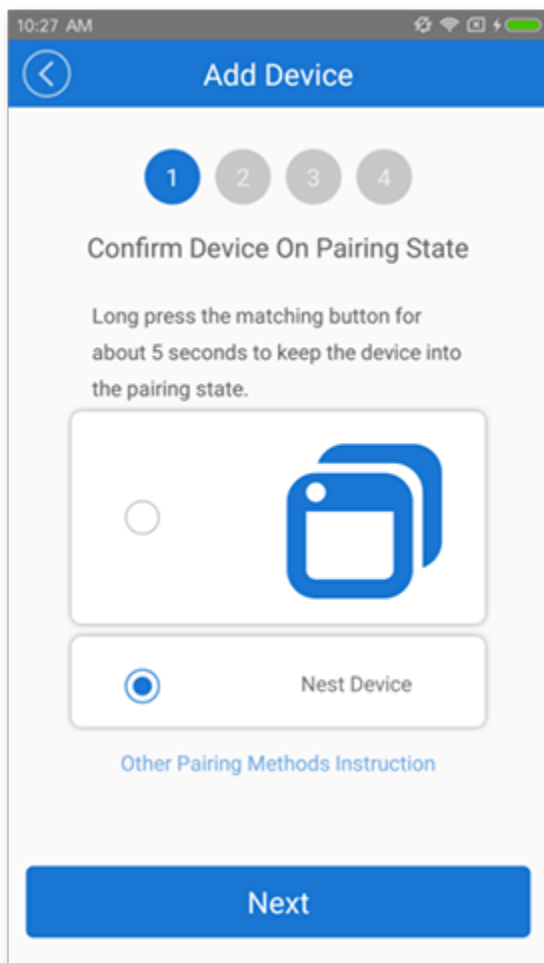 10:27 AM
Add Device
1 2 3 4
Confirm Device On Pairing State
Long press the matching button for
about 5 seconds to keep the device into
the pairing state.
Nest Device
Other Pairing Methods Instruction
Next